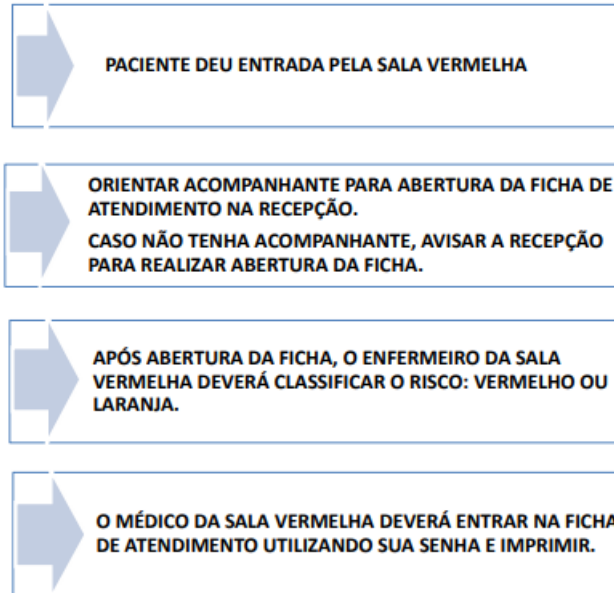 PACIENTE DEU ENTRADA PELA SALA VERMELHA
ORIENTAR ACOMPANHANTE PARA ABERTURA DA FICHA DE
ATENDIMENTO NA RECEPÇÃO.
CASO NÃO TENHA ACOMPANHANTE, AVISAR A RECEPÇÃO
PARA REALIZAR ABERTURA DA FICHA.
APÓS ABERTURA DA FICHA, O ENFERMEIRO DA SALA
VERMELHA DEVERÁ CLASSIFICAR O RISCO: VERMELHO OU
LARANJA.
O MÉDICO DA SALA VERMELHA DEVERÁ ENTRAR NA FICHA
DE ATENDIMENTO UTILIZANDO SUA SENHA E IMPRIMIR.